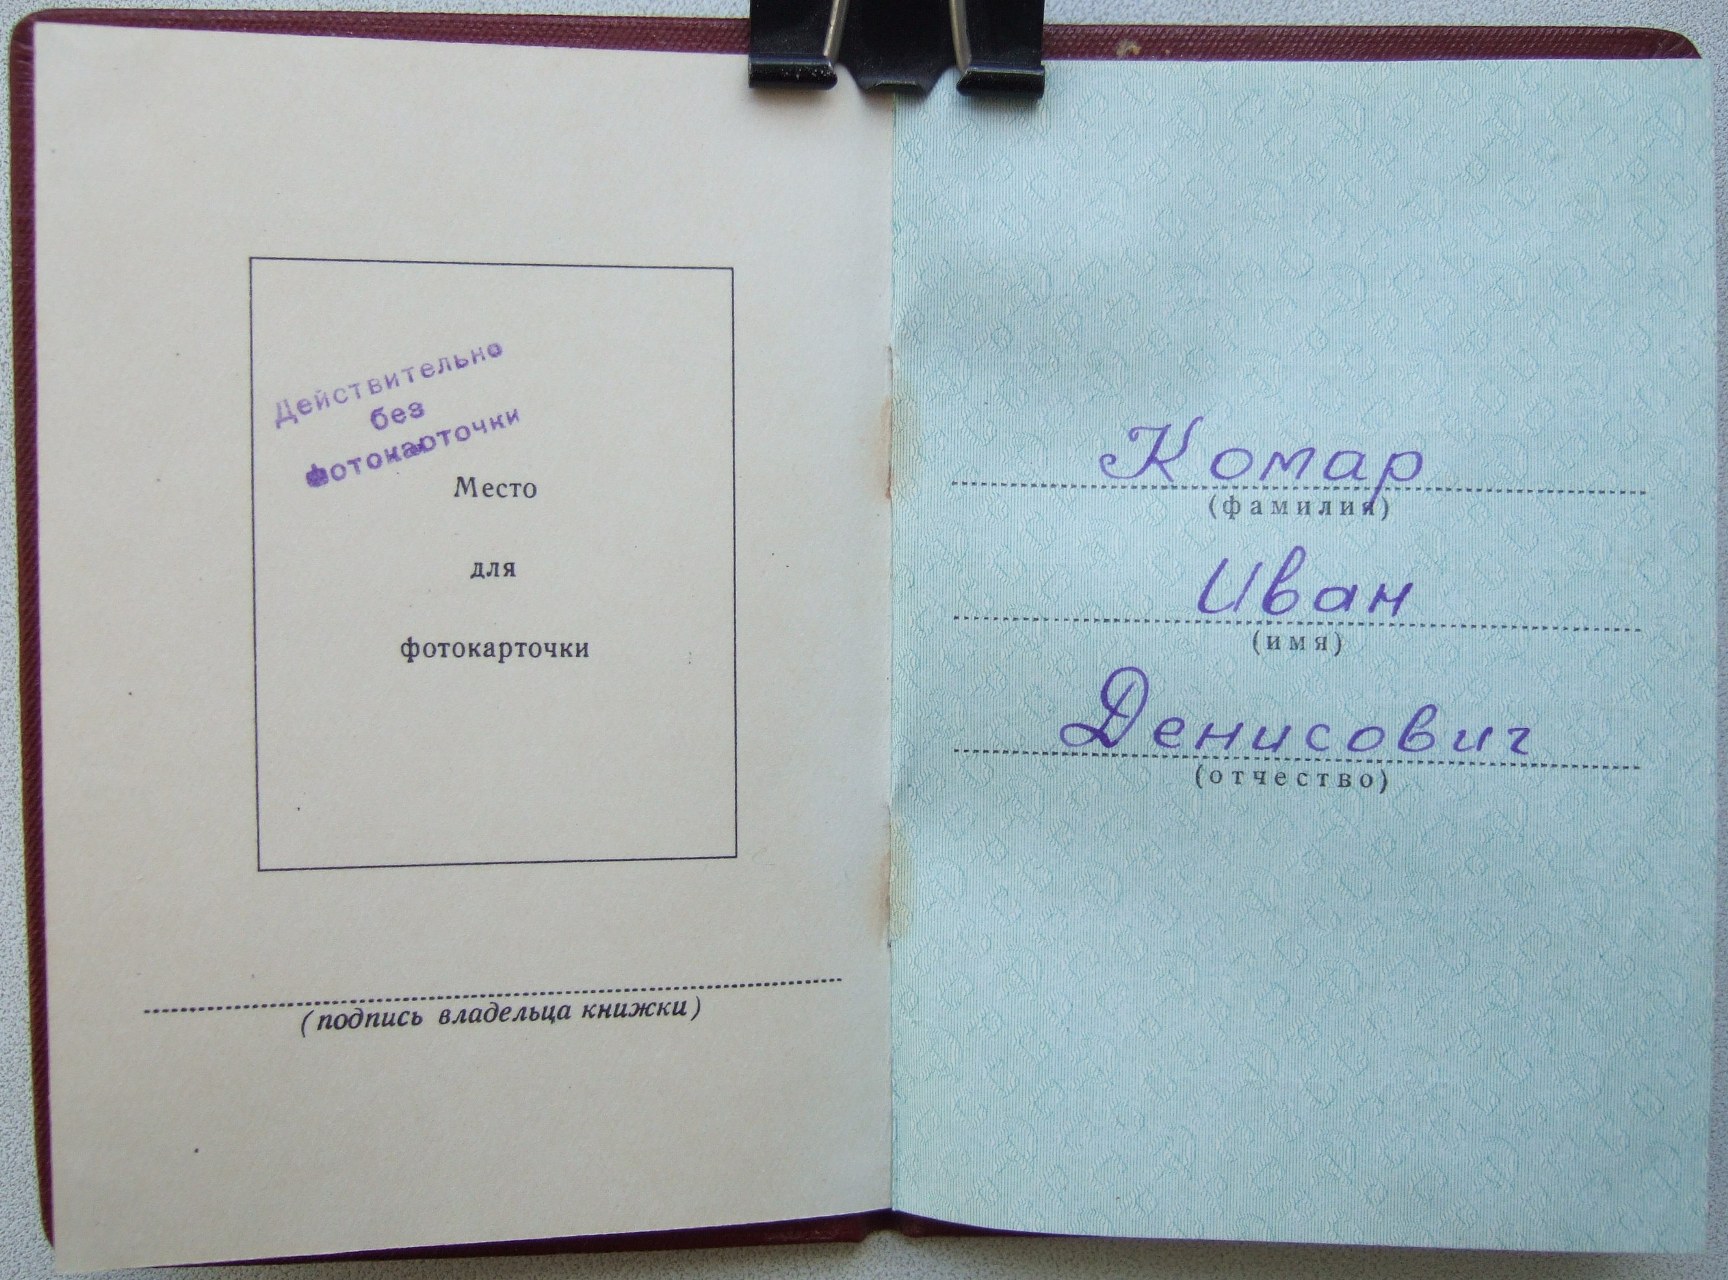 Действительно
без
фотокарточки
Место
для
фотокарточки
(подпись владельца книжки)
Комар
(фамилия)
Иван
(имя)
Денисович
(отчество)